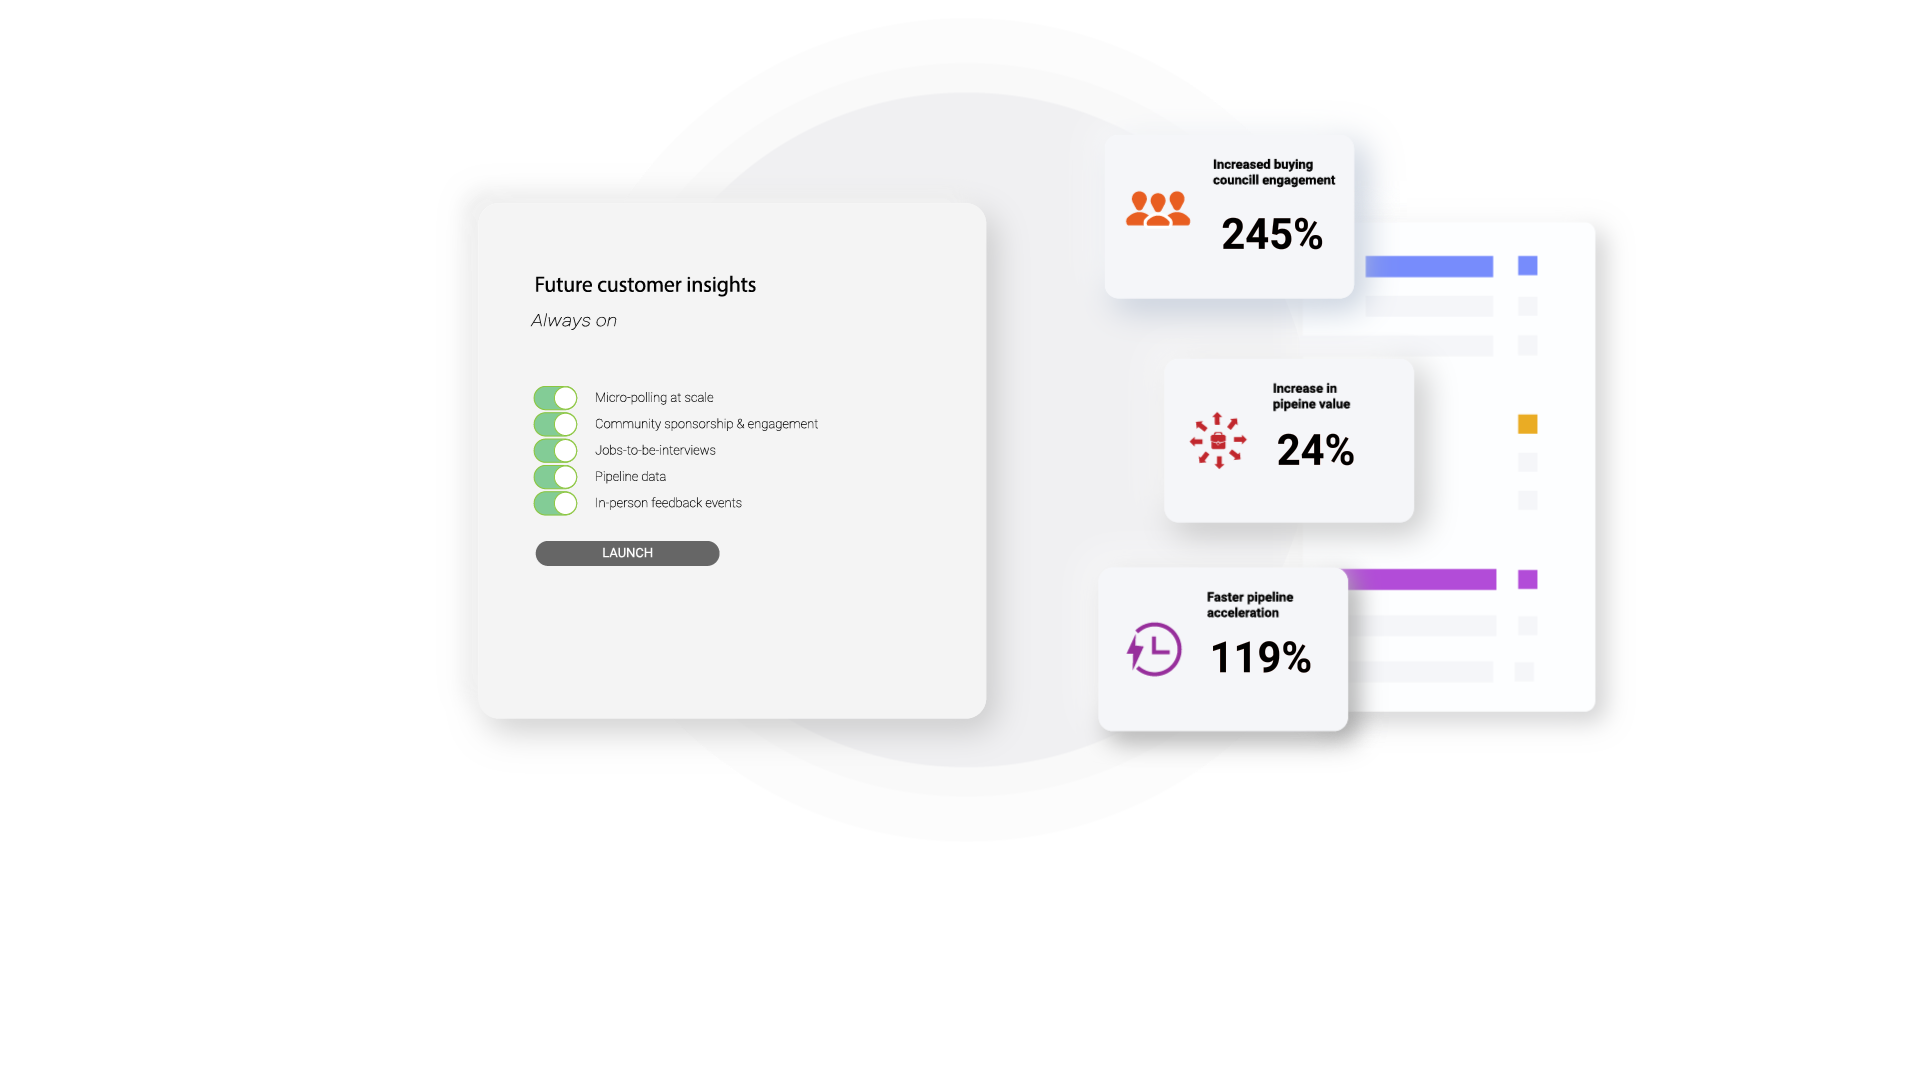 Future customer insights
Always on
Micro-polling at scale
Community sponsorship & engagement
Jobs-to-be-interviews
Pipeline data
In-person feedback events
LAUNCH
Increased buying
councill engagement
245%
Increase in
pipeine value
24%
Faster pipeline
acceleration
119%